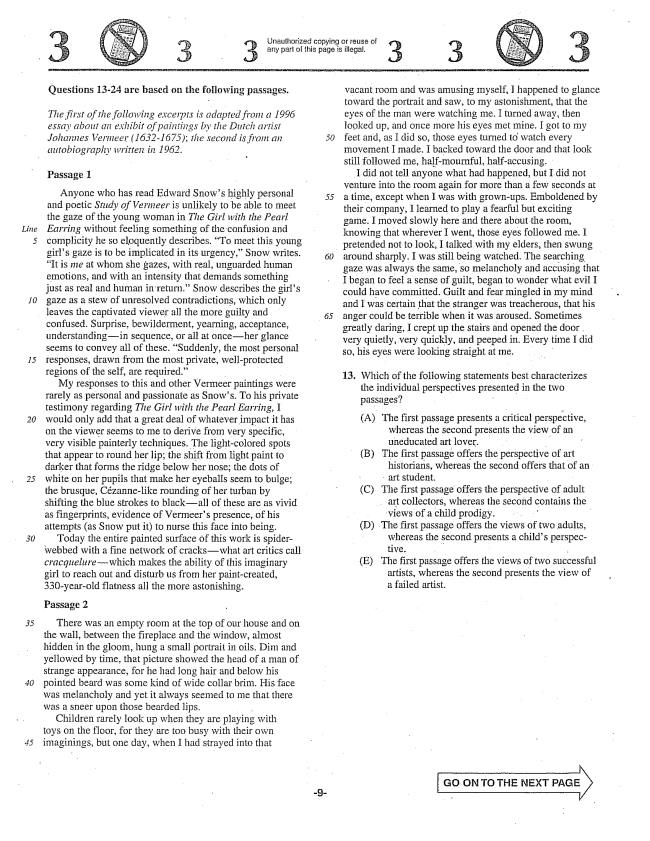 3
3
3
Unauthorized copying or reuse of
any part of this page is illegal.
3
3
3
Questions 13-24 are based on the following passages.
The first of the following excerpts is adapted from a 1996
essay about an exhibit of paintings by the Dutch artist
Johannes Vermeer (1632-1675); the second is from an
autobiography written in 1962.
Passage 1
Anyone who has read Edward Snow's highly personal
and poetic Study of Vermeer is unlikely to be able to meet
the gaze of the young woman in The Girl with the Pearl
Line Earring without feeling something of the confusion and
5 complicity he so eloquently describes. "To meet this young
girl's gaze is to be implicated in its urgency," Snow writes.
"It is me at whom she gazes, with real, unguarded human
emotions, and with an intensity that demands something
just as real and human in return." Snow describes the girl's
10 gaze as a stew of unresolved contradictions, which only
leaves the captivated viewer all the more guilty and
confused. Surprise, bewilderment, yearning, acceptance,
understanding—in sequence, or all at once—her glance
seems to convey all of these. "Suddenly, the most personal
15 responses, drawn from the most private, well-protected
regions of the self, are required."
My responses to this and other Vermeer paintings were
rarely as personal and passionate as Snow's. To his private
testimony regarding The Girl with the Pearl Earring, I
20 would only add that a great deal of whatever impact it has
on the viewer seems to me to derive from very specific,
very visible painterly techniques. The light-colored spots
that appear to round her lip; the shift from light paint to
darker that forms the ridge below her nose; the dots of
25 white on her pupils that make her eyeballs seem to bulge;
the brusque, Cézanne-like rounding of her turban by
shifting the blue strokes to black—all of these are as vivid
as fingerprints, evidence of Vermeer's presence, of his
attempts (as Snow put it) to nurse this face into being.
30 Today the entire painted surface of this work is spider-
webbed with a fine network of cracks—what art critics call
cracquelure—which makes the ability of this imaginary
girl to reach out and disturb us from her paint-created,
330-year-old flatness all the more astonishing.
Passage 2
35 There was an empty room at the top of our house and on
the wall, between the fireplace and the window, almost
hidden in the gloom, hung a small portrait in oils. Dim and
yellowed by time, that picture showed the head of a man of
strange appearance, for he had long hair and below his
40 pointed beard was some kind of wide collar brim. His face
was melancholy and yet it always seemed to me that there
was a sneer upon those bearded lips.
Children rarely look up when they are playing with
toys on the floor, for they are too busy with their own
45 imaginings, but one day, when I had strayed into that
vacant room and was amusing myself, I happened to glance
toward the portrait and saw, to my astonishment, that the
eyes of the man were watching me. I turned away, then
looked up, and once more his eyes met mine. I got to my
50 feet and, as I did so, those eyes turned to watch every
movement I made. I backed toward the door and that look
still followed me, half-mournful, half-accusing.
I did not tell anyone what had happened, but I did not
venture into the room again for more than a few seconds at
55 a time, except when I was with grown-ups. Emboldened by
their company, I learned to play a fearful but exciting
game. I moved slowly here and there about the room,
knowing that wherever I went, those eyes followed me. I
pretended not to look, I talked with my elders, then swung
60 around sharply. I was still being watched. The searching
gaze was always the same, so melancholy and accusing that
I began to feel a sense of guilt, began to wonder what evil I
could have committed. Guilt and fear mingled in my mind
and I was certain that the stranger was treacherous, that his
65 anger could be terrible when it was aroused. Sometimes
greatly daring, I crept up the stairs and opened the door
very quietly, very quickly, and peeped in. Every time I did
so, his eyes were looking straight at me.
13. Which of the following statements best characterizes
the individual perspectives presented in the two
passages?
(A) The first passage presents a critical perspective,
whereas the second presents the view of an
uneducated art lover.
(B) The first passage offers the perspective of art
historians, whereas the second offers that of an
art student.
(C) The first passage offers the perspective of adult
art collectors, whereas the second contains the
views of a child prodigy.
(D) The first passage offers the views of two adults,
whereas the second presents a child's perspec-
tive.
(E) The first passage offers the views of two successful
artists, whereas the second presents the view of
a failed artist.
-9-
GO ON TO THE NEXT PAGE